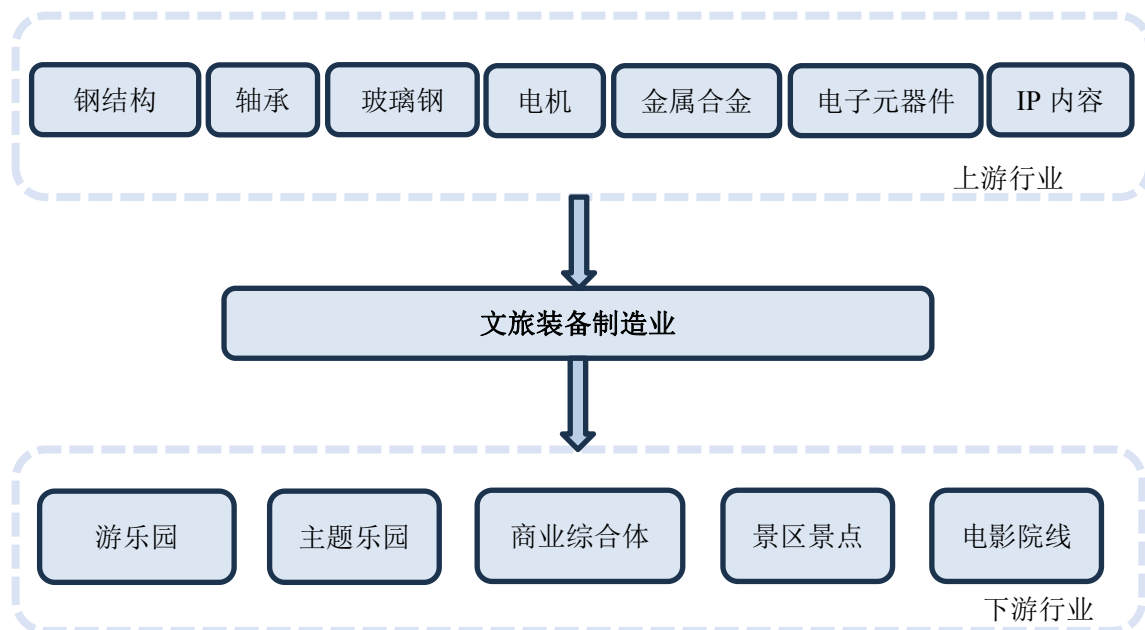 钢结构 轴承 玻璃钢 电机 金属合金 电子元器件 IP 内容
上游行业
文旅装备制造业
游乐园 主题乐园 商业综合体 景区景点 电影院线
下游行业